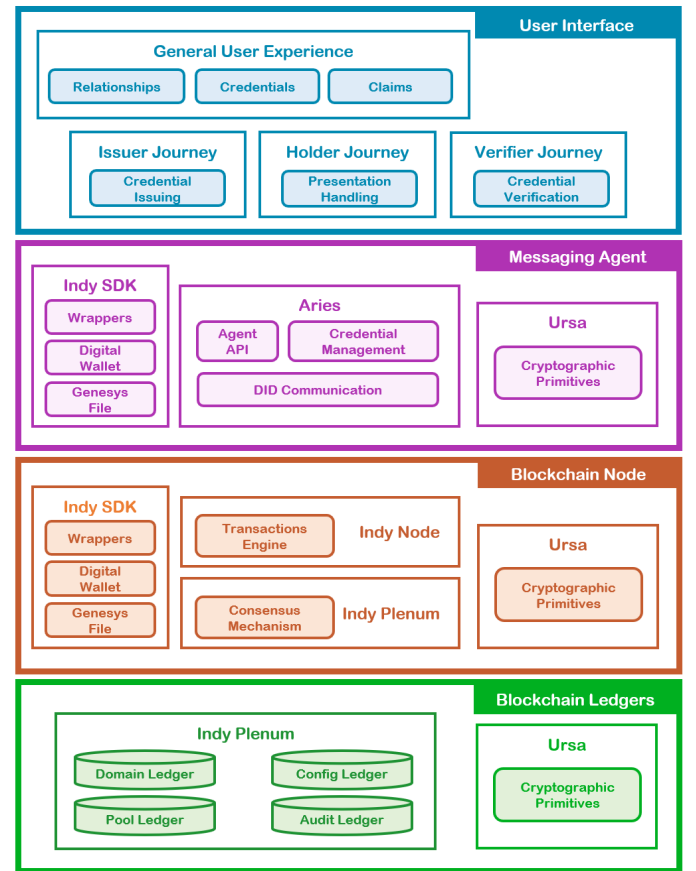 User Interface
General User Experience
Relationships
Credentials
Claims
Issuer Journey
Credential
Issuing
Holder Journey
Presentation
Handling
Verifier Journey
Credential
Verification
Messaging Agent
Indy SDK
Wrappers
Digital
Wallet
Genesys
File
Aries
Agent
API
Credential
Management
DID Communication
Ursa
Cryptographic
Primitives
Blockchain Node
Indy SDK
Wrappers
Digital
Wallet
Genesys
File
Transactions
Engine
Indy Node
Consensus
Mechanism
Indy Plenum
Ursa
Cryptographic
Primitives
Blockchain Ledgers
Indy Plenum
Domain Ledger
Config Ledger
Pool Ledger
Audit Ledger
Ursa
Cryptographic
Primitives